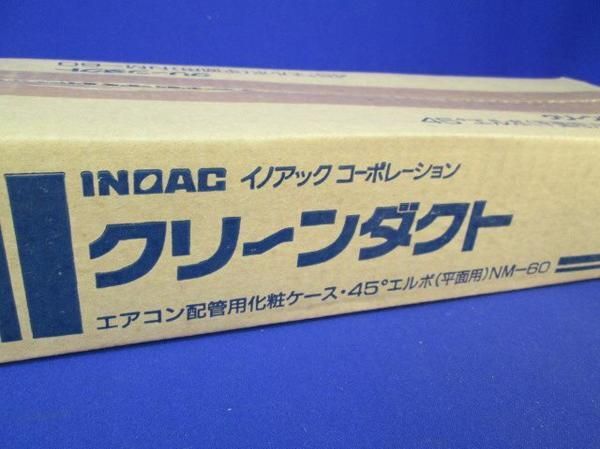 INOAC イノアック コーポレーション
クリーンダクト
エアコン配管用化粧ケース・45°エルボ(平面用)NM-60